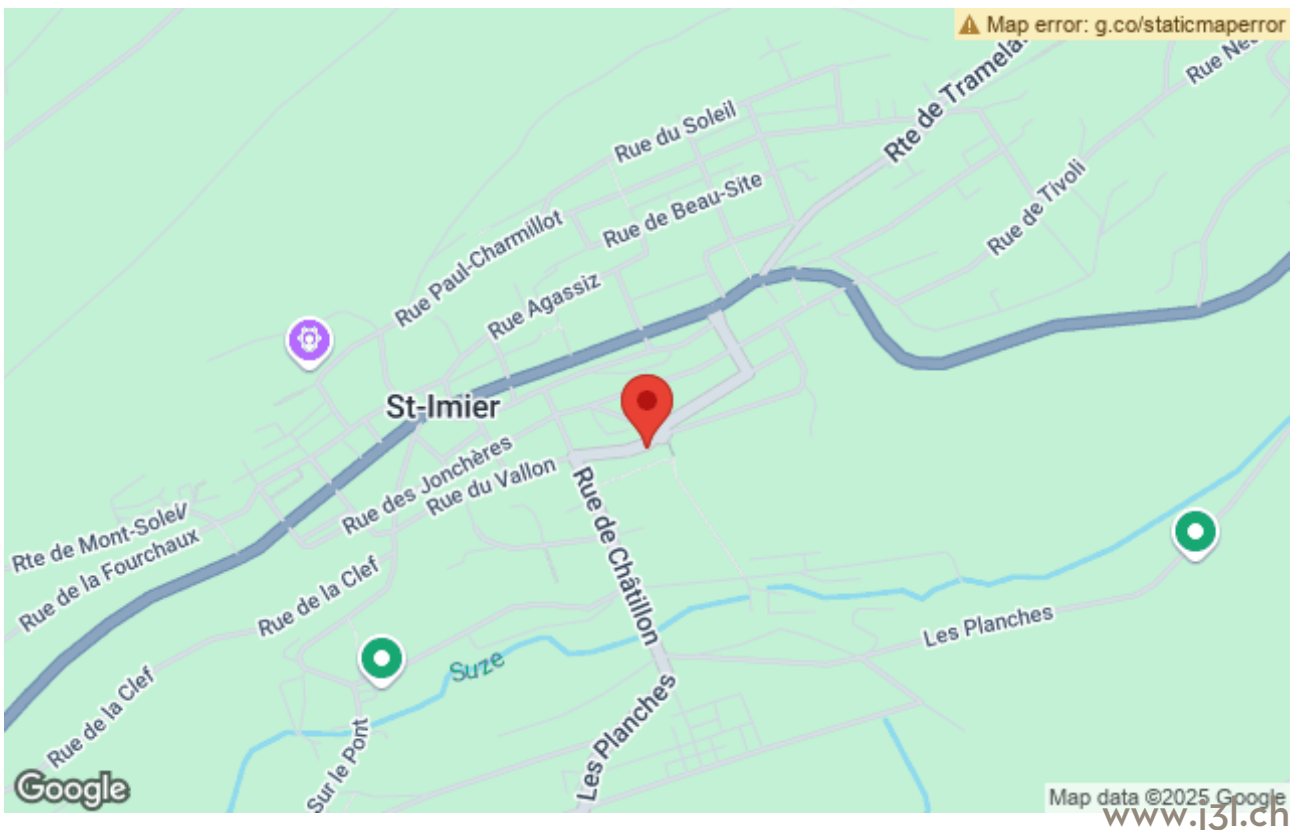 Map error: g.co/staticmaperror
Rte de Tramela
Rue du Soleil
Rue de Beau-Site
Rue de Tivoli
Rue Paul-Charmillot
Rue Agassiz
St-Imier
Rue des Jonchères
Rue du Vallon
Rte de Mont-Soleil
Rue de la Fourchaux
Rue de la Clef
Rue de Châtillon
Les Planches
Suze
Rue de la Clef
Les Planches
Sur le Pont
Google
Map data ©2025 Google
www.j3l.ch